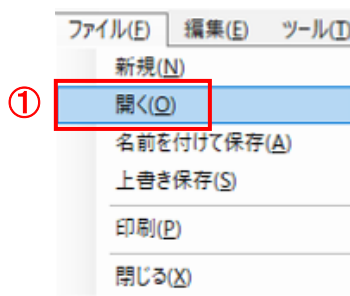 ファイル(F) 編集(E) ツール(T)
新規(N)
① 開く(O)
名前を付けて保存(A)
上書き保存(S)
印刷(P)
閉じる(X)